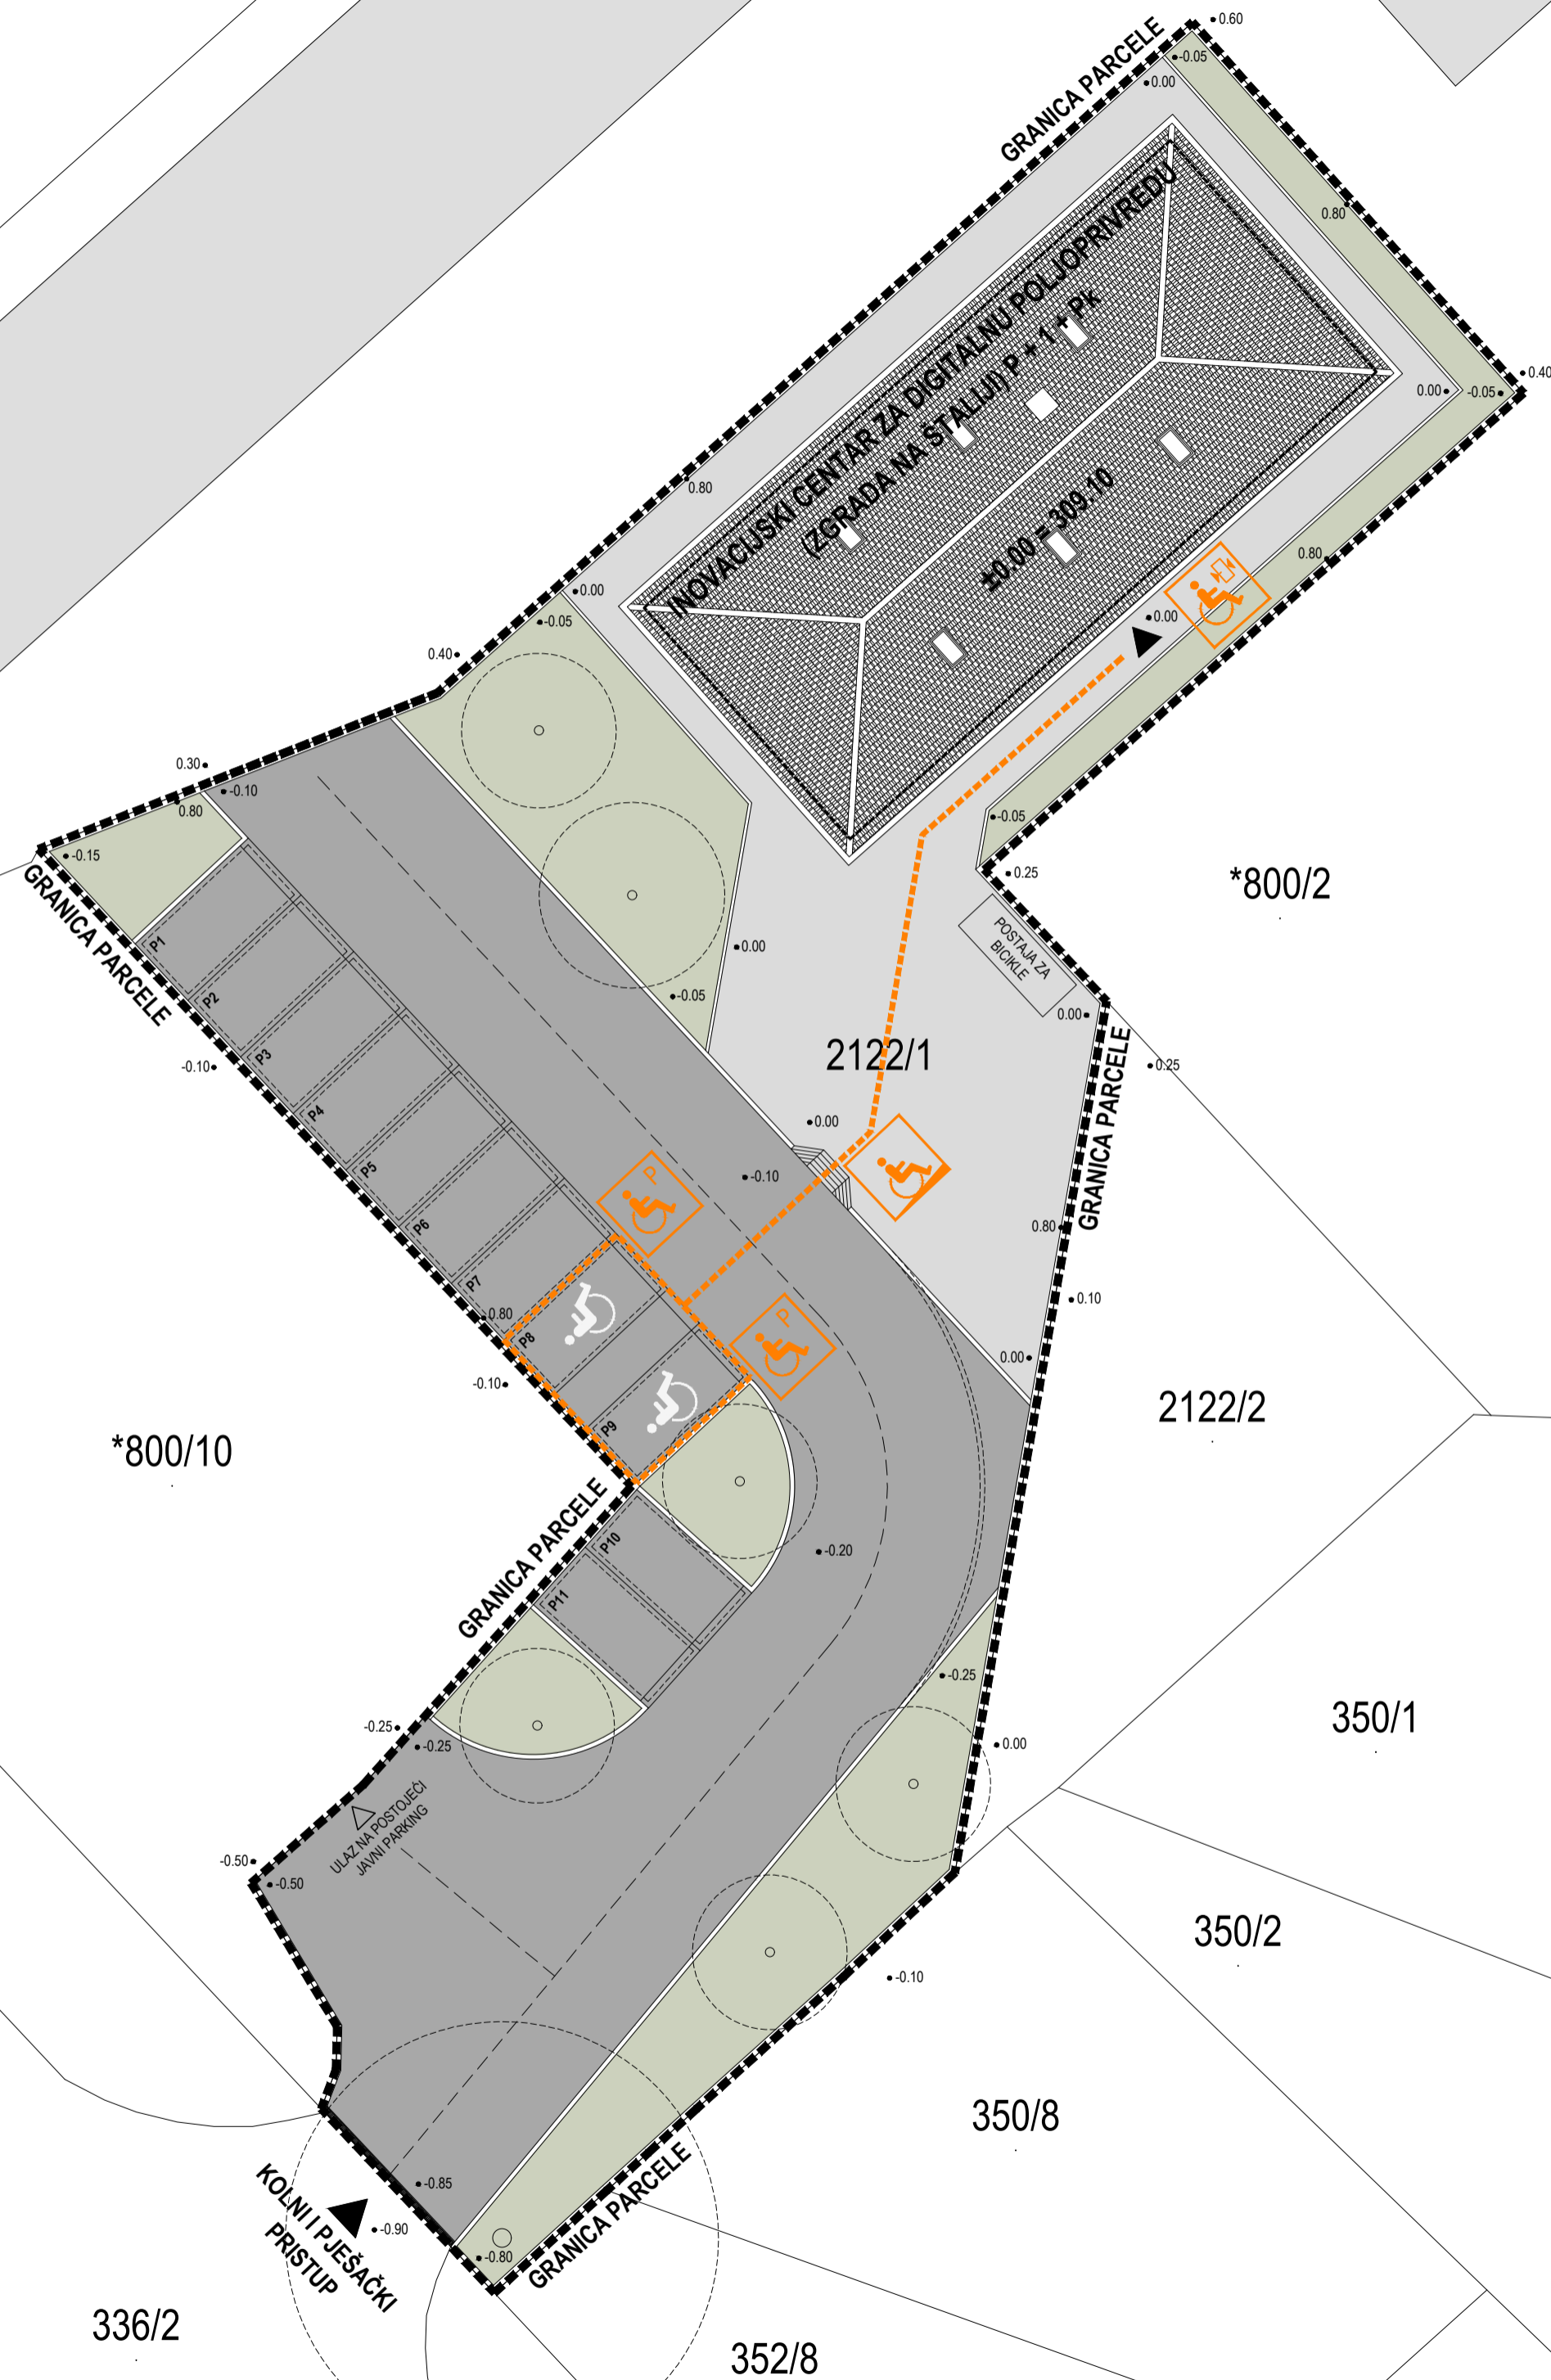 0.60
GRANICA PARCELE
-0.05
0.00
0.80
INOVACIJSKI CENTAR ZA DIGITALNU POLJOPRIVREDU
(ZGRADA NA ŠTALIJI) P + 1 + Pk
±0.00 = 309.10
0.40
0.00
-0.05
0.80
0.80
0.00
-0.05
0.00
0.40
0.30
-0.10
0.80
-0.15
GRANICA PARCELE
-0.05
0.25
*800/2
POSTAJA ZA
BICIKLE
P1
P2
P3
P4
P5
P6
P7
P8
P9
0.00
-0.05
0.00
2122/1
0.25
GRANICA PARCELE
-0.10
0.00
-0.10
P
0.80
0.10
0.80
P
0.00
-0.10
2122/2
*800/10
GRANICA PARCELE
P10
P11
-0.20
-0.25
350/1
-0.25
-0.25
0.00
ULAZ NA POSTOJEĆI
JAVNI PARKING
-0.50
-0.50
350/2
-0.10
350/8
GRANICA PARCELE
-0.85
-0.90
KOLNI I PJEŠAČKI
PRISTUP
-0.80
336/2
352/8